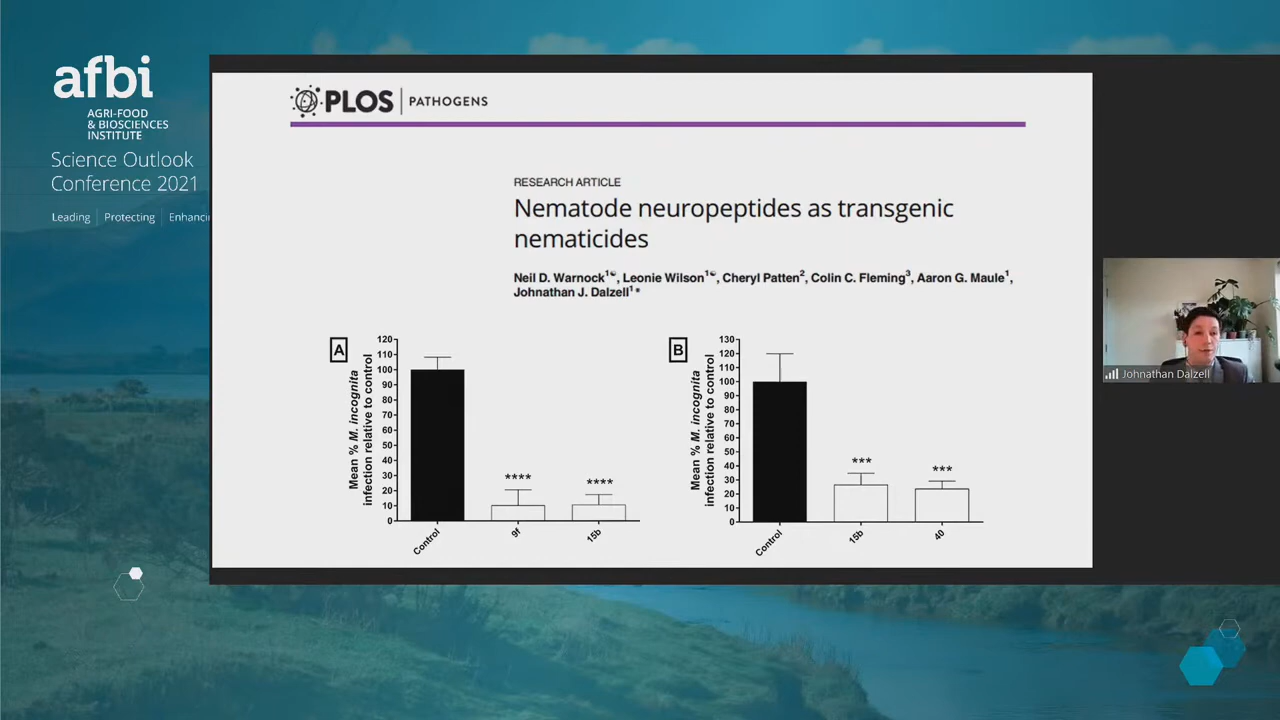 afbi
AGRI-FOOD
& BIOSCIENCES
INSTITUTE
Science Outlook
Conference 2021
Leading
Protecting
Enhancin
PLOS PATHOGENS
RESEARCH ARTICLE
Nematode neuropeptides as transgenic
nematicides
Neil D. Warnock1☯, Leonie Wilson1☯, Cheryl Patten2, Colin C. Fleming3, Aaron G. Maule1,
Johnathan J. Dalzell1*
A
Mean % M. incognita
infection relative to control
120
110
100
90
80
70
60
50
40
30
20
10
0
****
****
Control
9f
15b
B
Mean % M. incognita
infection relative to control
130
120
110
100
90
80
70
60
50
40
30
20
10
0
***
***
Control
15b
40
Johnathan Dalzell